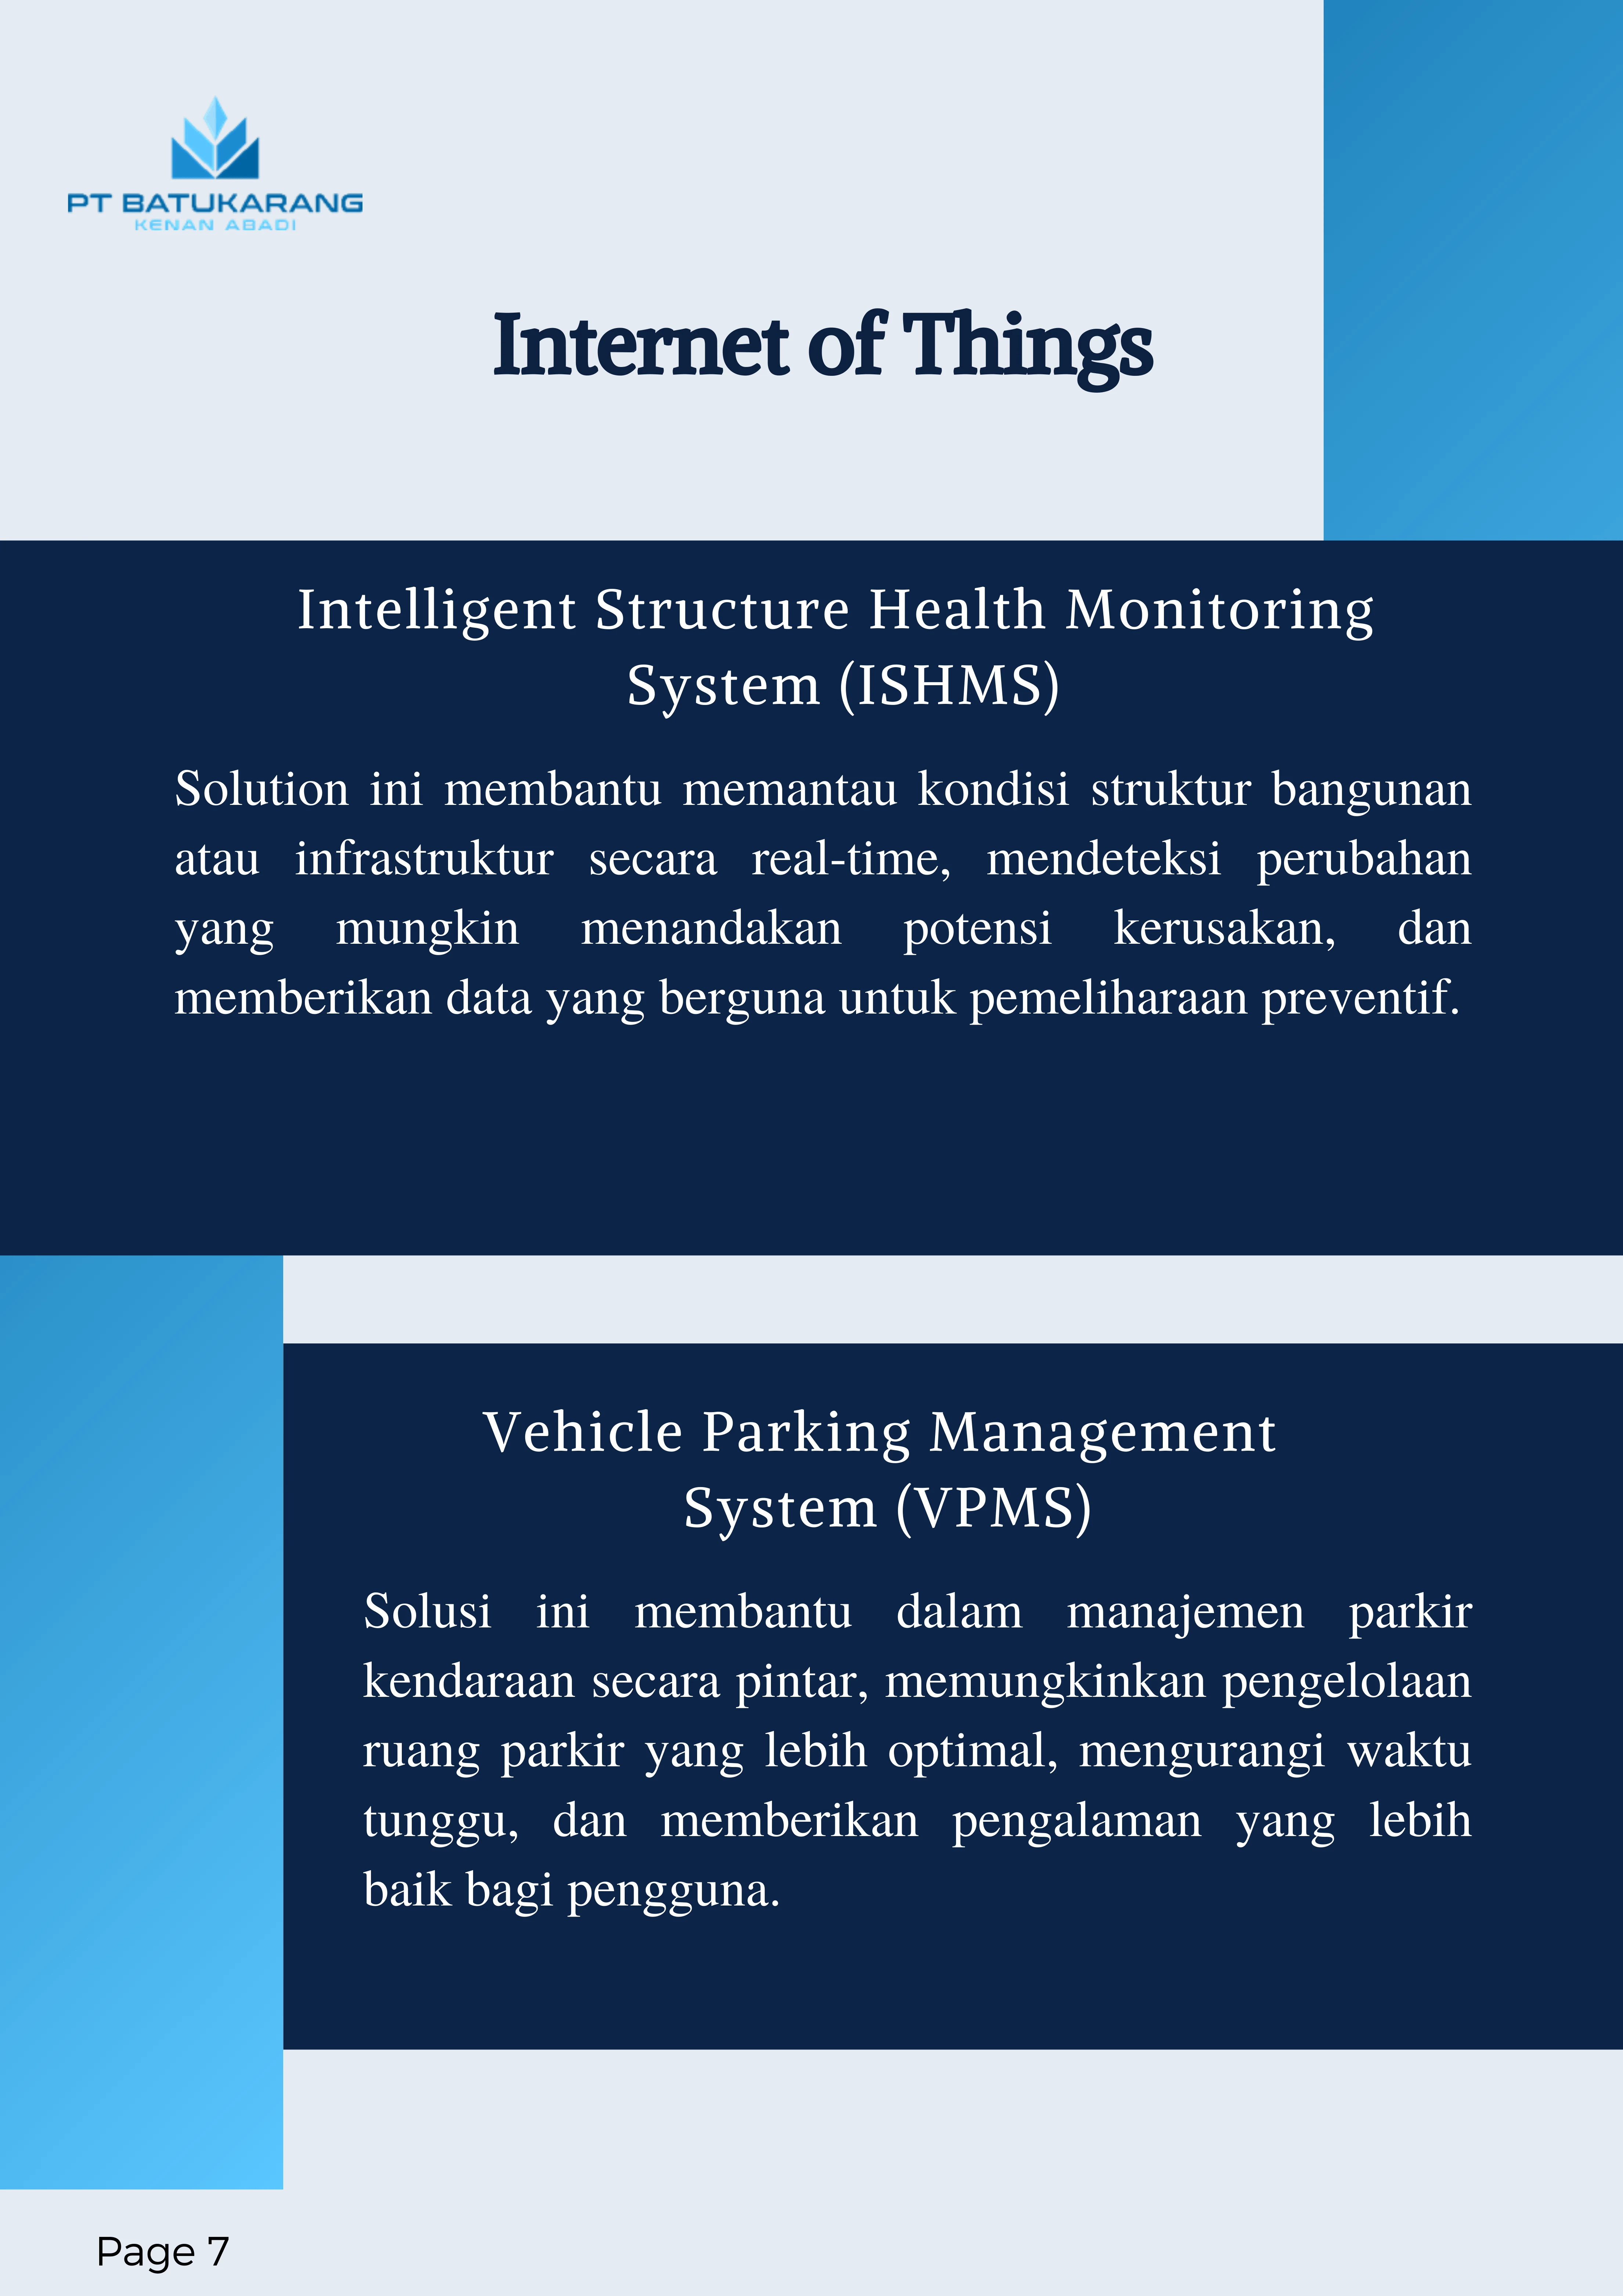 PT BATUKARANG
KENAN ABADI
Internet of Things
Intelligent Structure Health Monitoring
System (ISHMS)
Solution ini membantu memantau kondisi struktur bangunan
atau infrastruktur secara real-time, mendeteksi perubahan
yang mungkin menandakan potensi kerusakan, dan
memberikan data yang berguna untuk pemeliharaan preventif.
Vehicle Parking Management
System (VPMS)
Solusi ini membantu dalam manajemen parkir
kendaraan secara pintar, memungkinkan pengelolaan
ruang parkir yang lebih optimal, mengurangi waktu
tunggu, dan memberikan pengalaman yang lebih
baik bagi pengguna.
Page 7